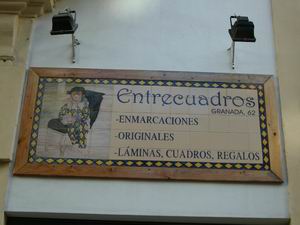 Entrecuadros
GRANADA, 62
-ENMARCACIONES
-ORIGINALES
-LÁMINAS, CUADROS, REGALOS